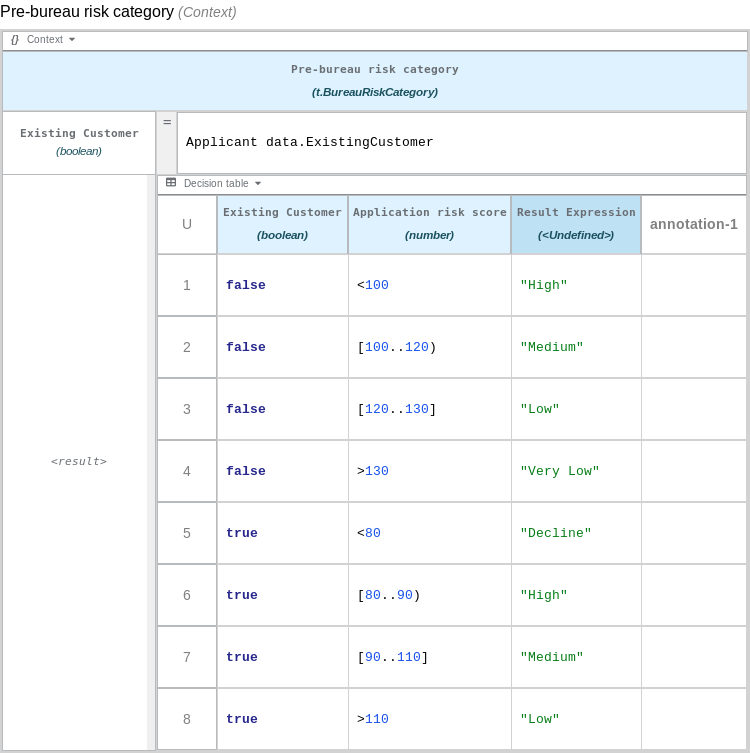 Pre-bureau risk category (Context)
{} Context
Pre-bureau risk category
(t.BureauRiskCategory)
Existing Customer
(boolean)
=
Applicant data.ExistingCustomer
<result>
Decision table
U
Existing Customer
(boolean)
Application risk score
(number)
Result Expression
(<Undefined>)
annotation-1
1 false <100 "High"
2 false [100..120) "Medium"
3 false [120..130] "Low"
4 false >130 "Very Low"
5 true <80 "Decline"
6 true [80..90) "High"
7 true [90..110] "Medium"
8 true >110 "Low"